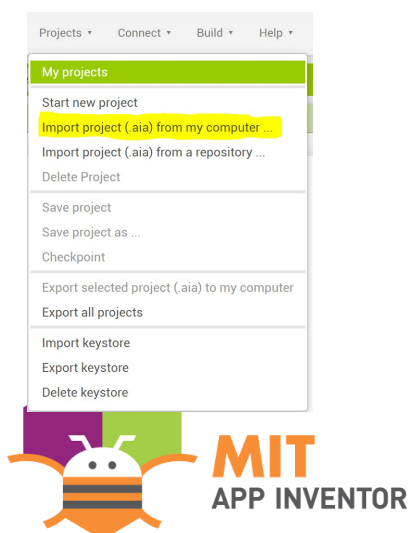 Projects ▾ Connect ▾ Build ▾ Help ▾
My projects
Start new project
Import project (.aia) from my computer ...
Import project (.aia) from a repository ...
Delete Project
Save project
Save project as ...
Checkpoint
Export selected project (.aia) to my computer
Export all projects
Import keystore
Export keystore
Delete keystore
MIT
APP INVENTOR